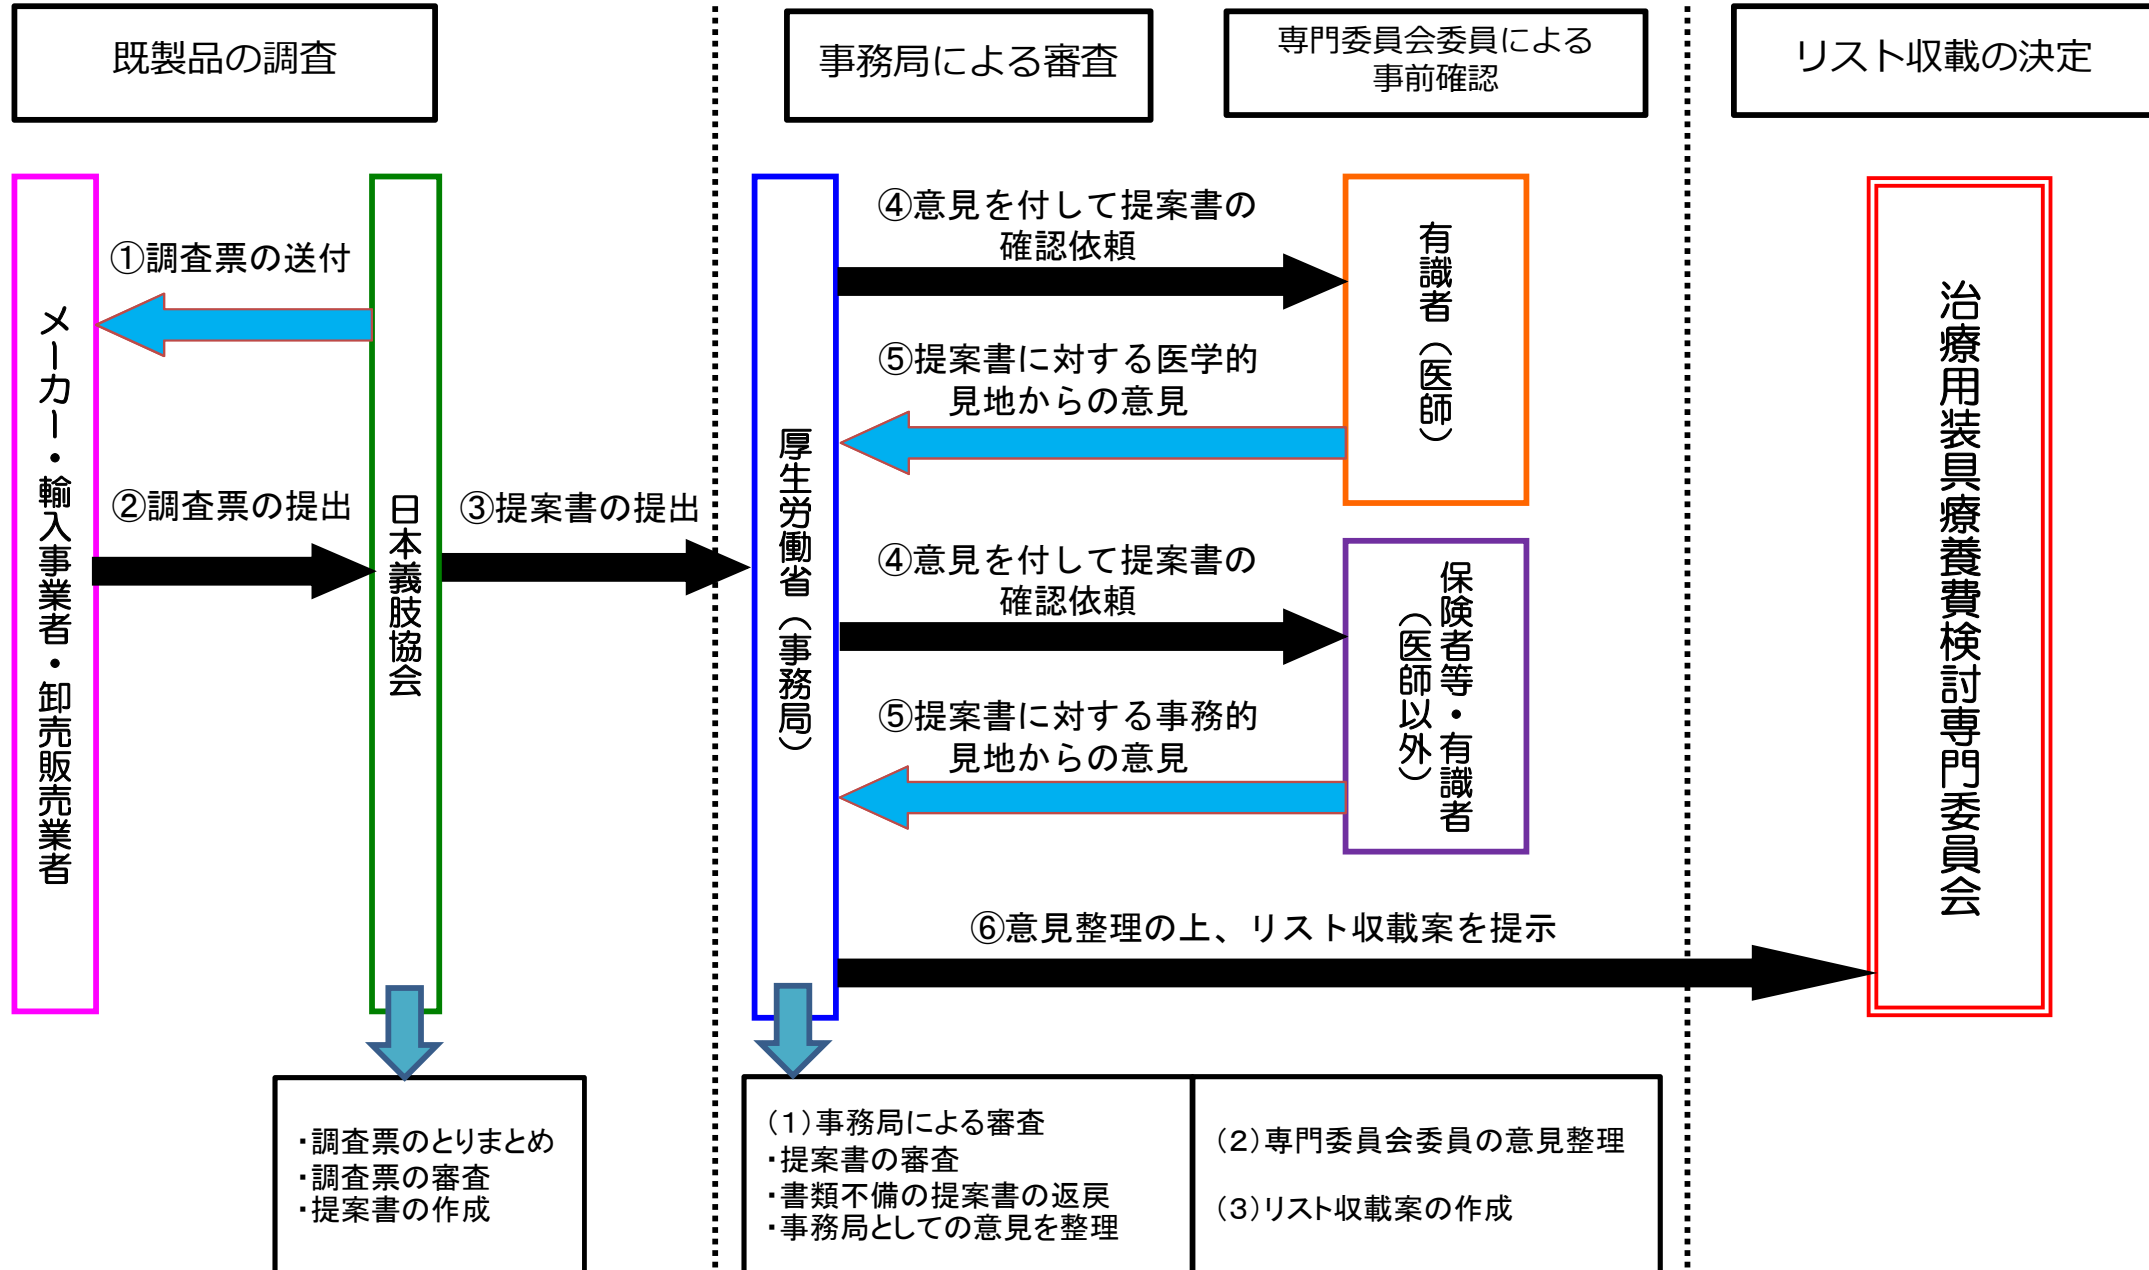 既製品の調査
事務局による審査
専門委員会委員による
事前確認
リスト収載の決定
メーカー・輸入事業者・卸売販売業者
①調査票の送付
②調査票の提出
日本義肢協会
③提案書の提出
厚生労働省（事務局）
④意見を付して提案書の
確認依頼
⑤提案書に対する医学的
見地からの意見
有識者（医師）
④意見を付して提案書の
確認依頼
⑤提案書に対する事務的
見地からの意見
保険者等・有識者
（医師以外）
⑥意見整理の上、リスト収載案を提示
治療用装具療養費検討専門委員会
・調査票のとりまとめ
・調査票の審査
・提案書の作成
（１）事務局による審査
・提案書の審査
・書類不備の提案書の返戻
・事務局としての意見を整理
（２）専門委員会委員の意見整理
（３）リスト収載案の作成